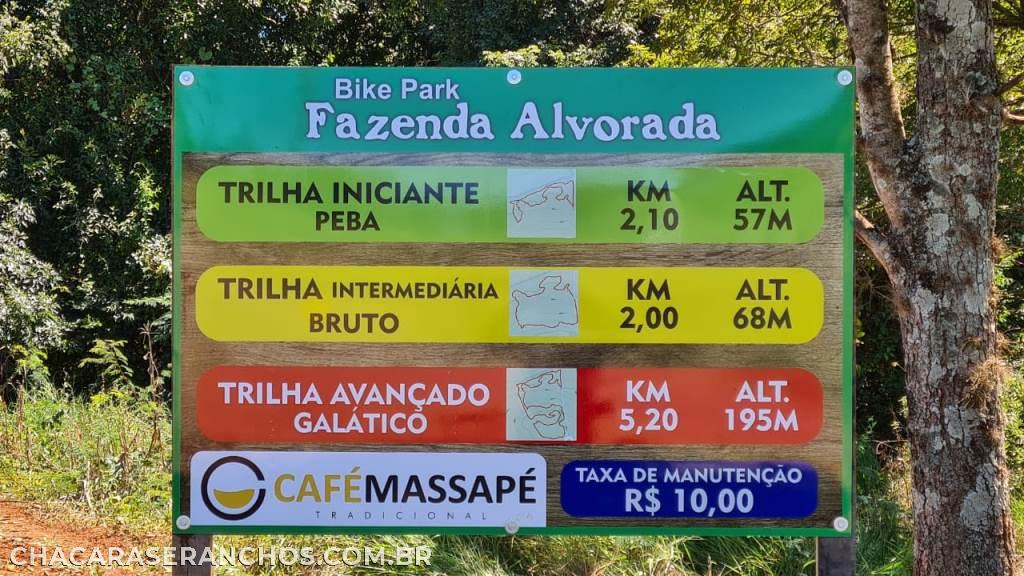 Bike Park
Fazenda Alvorada
TRILHA INICIANTE
PEBA
KM
2,10
ALT.
57M
TRILHA INTERMEDIÁRIA
BRUTO
KM
2,00
ALT.
68M
TRILHA AVANÇADO
GALÁTICO
KM
5,20
ALT.
195M
CAFÉMASSAPÉ
TRADICIONAL
TAXA DE MANUTENÇÃO
R$ 10,00
CHACARASERANCHOS.COM.BR